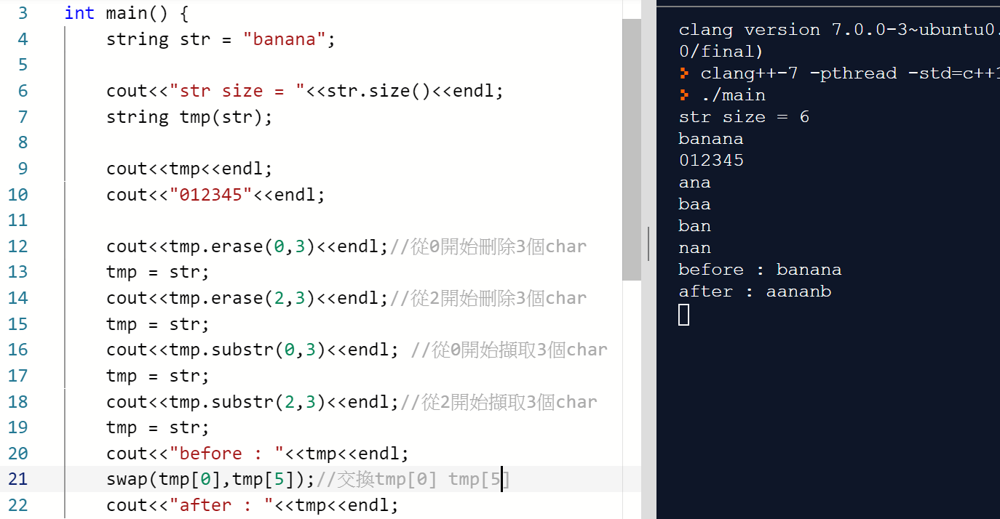 3 int main() {
4 string str = "banana";
5
6 cout<<"str size = "<<str.size()<<endl;
7 string tmp(str);
8
9 cout<<tmp<<endl;
10 cout<<"012345"<<endl;
11
12 cout<<tmp.erase(0,3)<<endl;//從0開始刪除3個char
13 tmp = str;
14 cout<<tmp.erase(2,3)<<endl;//從2開始刪除3個char
15 tmp = str;
16 cout<<tmp.substr(0,3)<<endl; //從0開始擷取3個char
17 tmp = str;
18 cout<<tmp.substr(2,3)<<endl;//從2開始擷取3個char
19 tmp = str;
20 cout<<"before : "<<tmp<<endl;
21 swap(tmp[0],tmp[5]);//交換tmp[0] tmp[5]
22 cout<<"after : "<<tmp<<endl;
clang version 7.0.0-3~ubuntu0.
0/final)
clang++-7 -pthread -std=c++1
./main
str size = 6
banana
012345
ana
baa
ban
nan
before : banana
after : aananb